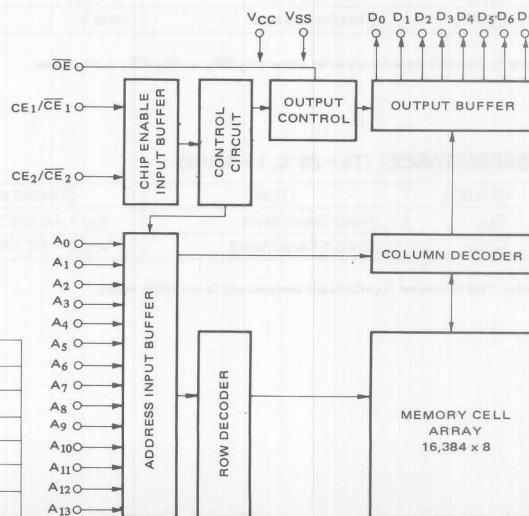 VCC VSS
D0 D1 D2 D3 D4 D5 D6 D
OE
CE1/CE1
CE2/CE2
CHIP ENABLE
INPUT BUFFER
CONTROL
CIRCUIT
OUTPUT
CONTROL
OUTPUT BUFFER
A0
A1
A2
A3
A4
A5
A6
A7
A8
A9
A10
A11
A12
A13
ADDRESS INPUT BUFFER
ROW DECODER
COLUMN DECODER
MEMORY CELL
ARRAY
16,384 x 8